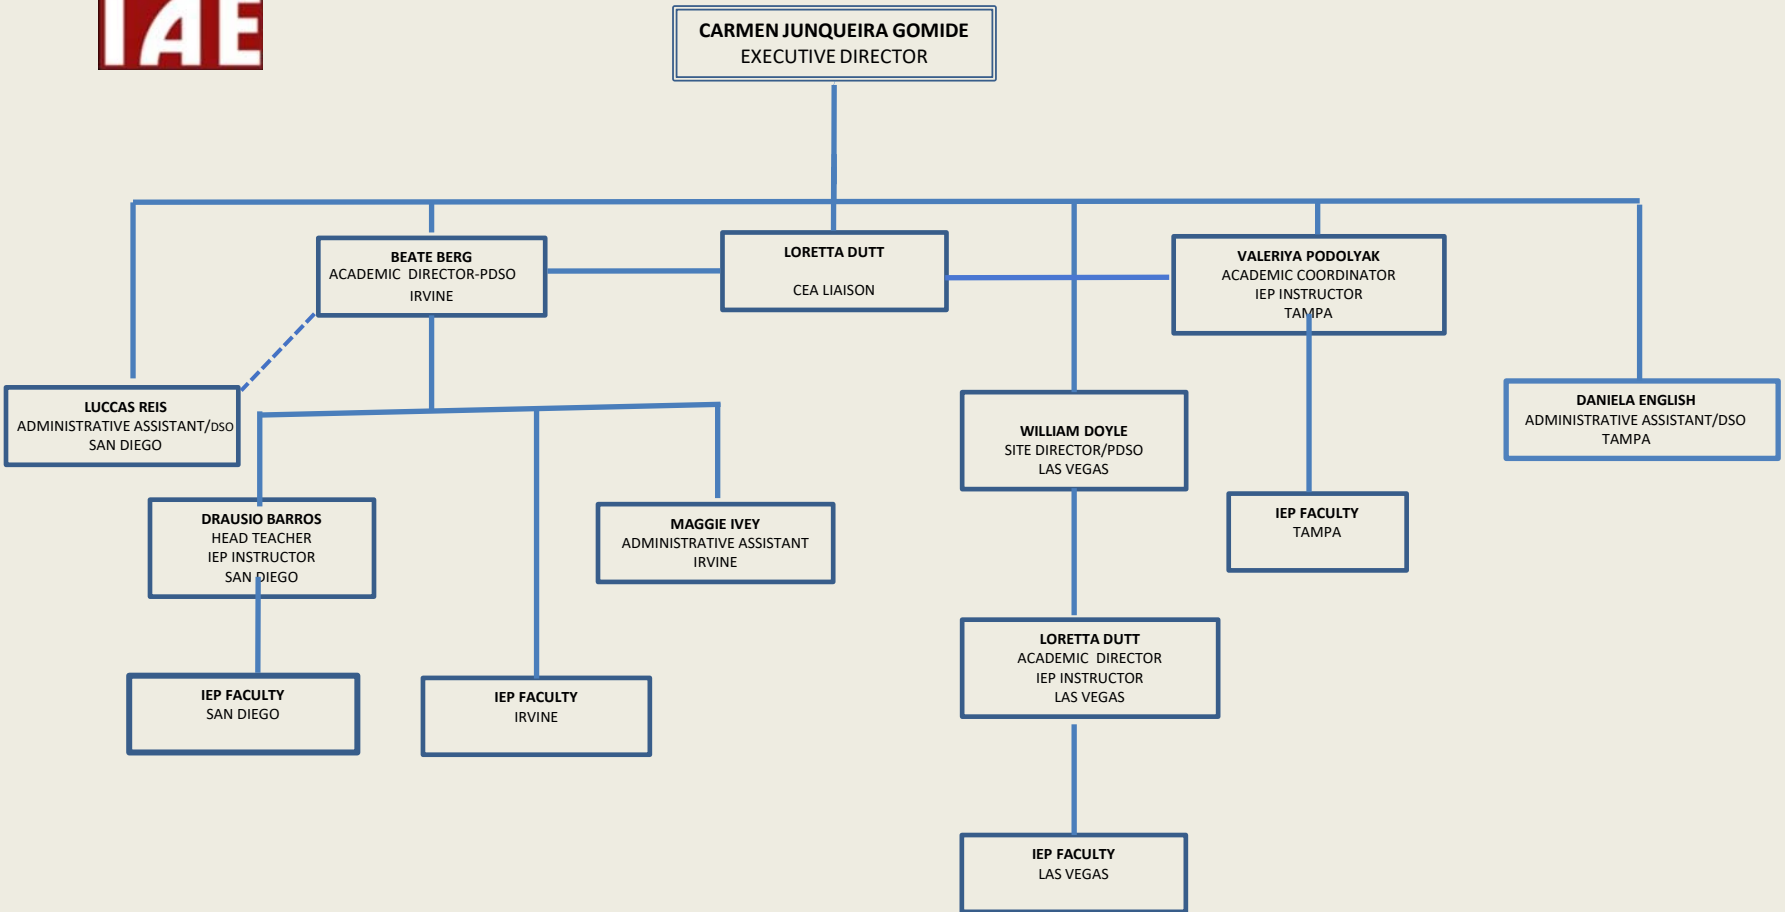 IAE
CARMEN JUNQUEIRA GOMIDE
EXECUTIVE DIRECTOR
BEATE BERG
ACADEMIC DIRECTOR-PDSO
IRVINE
LORETTA DUTT
CEA LIAISON
VALERIYA PODOLYAK
ACADEMIC COORDINATOR
IEP INSTRUCTOR
TAMPA
LUCCAS REIS
ADMINISTRATIVE ASSISTANT/DSO
SAN DIEGO
WILLIAM DOYLE
SITE DIRECTOR/PDSO
LAS VEGAS
DANIELA ENGLISH
ADMINISTRATIVE ASSISTANT/DSO
TAMPA
DRAUSIO BARROS
HEAD TEACHER
IEP INSTRUCTOR
SAN DIEGO
MAGGIE IVEY
ADMINISTRATIVE ASSISTANT
IRVINE
IEP FACULTY
TAMPA
LORETTA DUTT
ACADEMIC DIRECTOR
IEP INSTRUCTOR
LAS VEGAS
IEP FACULTY
SAN DIEGO
IEP FACULTY
IRVINE
IEP FACULTY
LAS VEGAS